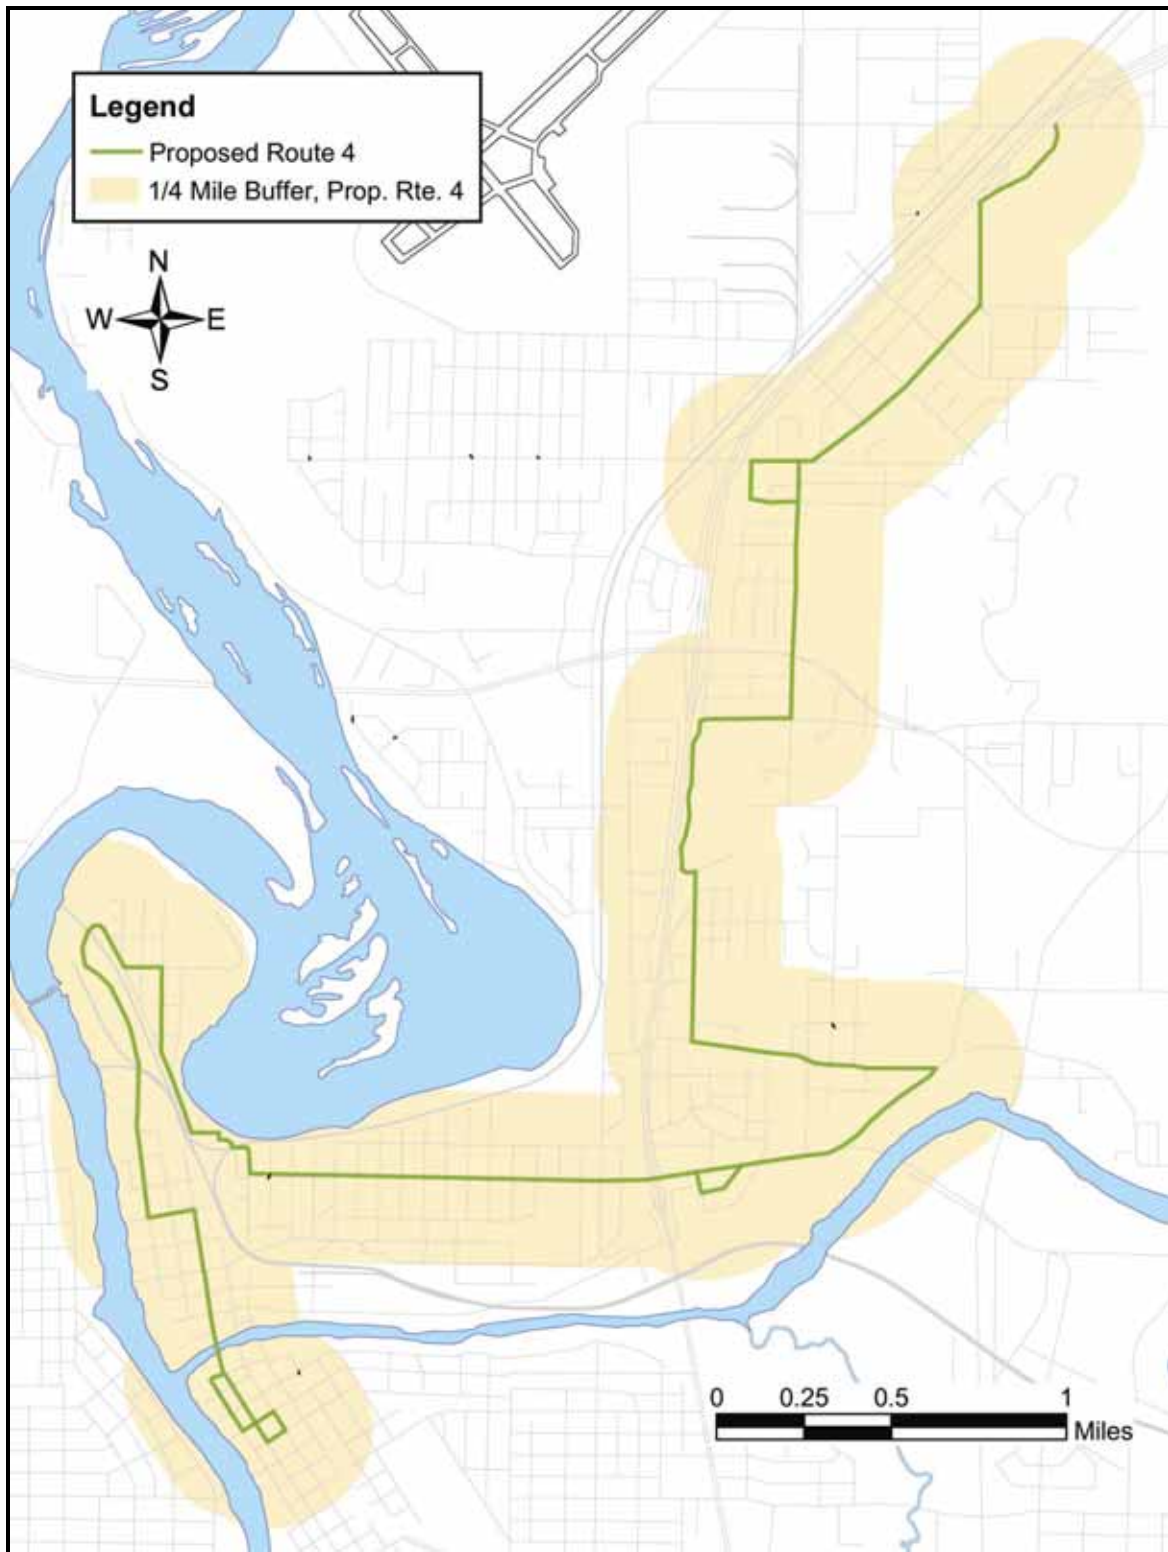 Legend
Proposed Route 4
1/4 Mile Buffer, Prop. Rte. 4
N
W E
S
0 0.25 0.5 1
Miles